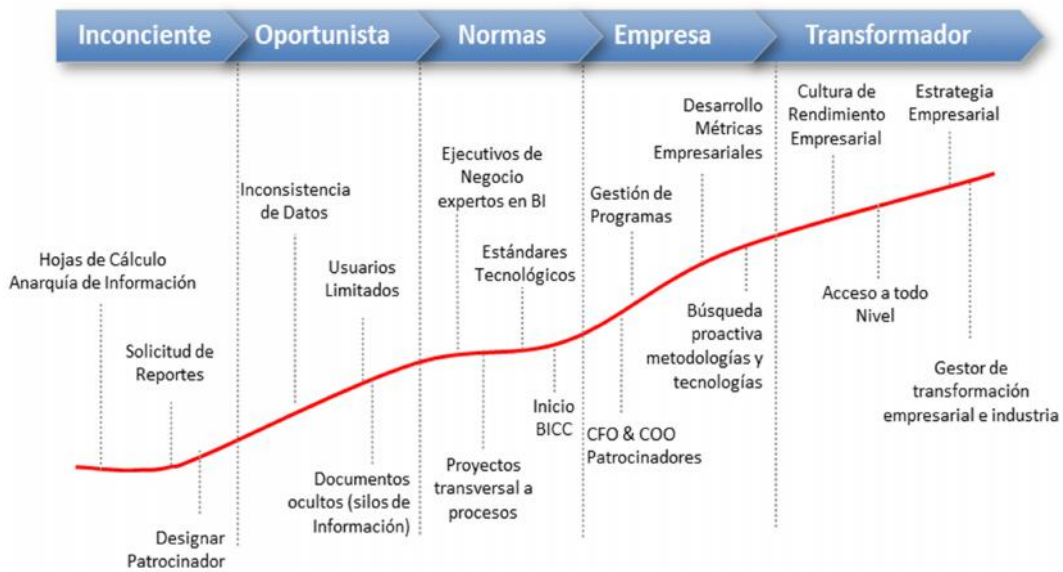 Inconciente
Oportunista
Normas
Empresa
Transformador
Hojas de Cálculo
Anarquía de Información
Solicitud de
Reportes
Designar
Patrocinador
Inconsistencia
de Datos
Usuarios
Limitados
Documentos
ocultos (silos de
Información)
Ejecutivos de
Negocio
expertos en BI
Estándares
Tecnológicos
Proyectos
transversal a
procesos
Inicio
BICC
Gestión de
Programas
CFO & COO
Patrocinadores
Desarrollo
Métricas
Empresariales
Búsqueda
proactiva
metodologías y
tecnologías
Cultura de
Rendimiento
Empresarial
Acceso a todo
Nivel
Estrategia
Empresarial
Gestor de
transformación
empresarial e industria